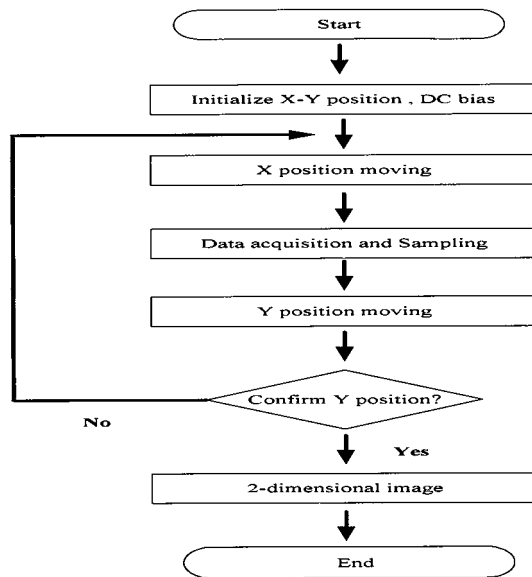 Start
Initialize X-Y position , DC bias
X position moving
Data acquisition and Sampling
Y position moving
Confirm Y position?
No
Yes
2-dimensional image
End